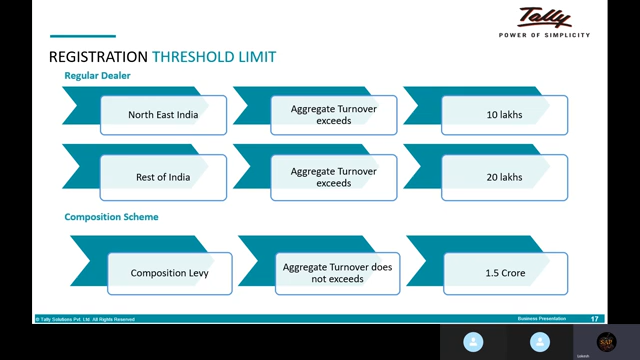 Tally
POWER OF SIMPLICITY
REGISTRATION THRESHOLD LIMIT
Regular Dealer
North East India
Aggregate Turnover
exceeds
10 lakhs
Rest of India
Aggregate Turnover
exceeds
20 lakhs
Composition Scheme
Composition Levy
Aggregate Turnover does
not exceeds
1.5 Crore
© Tally Solutions Pvt. Ltd. All Rights Reserved
Business Presentation
17